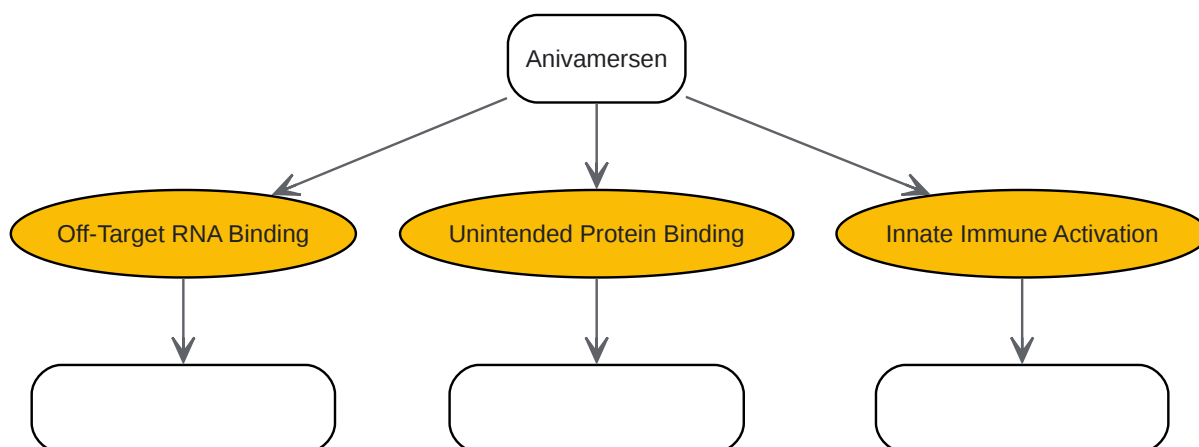 Anivamersen
Off-Target RNA Binding
Unintended Protein Binding
Innate Immune Activation